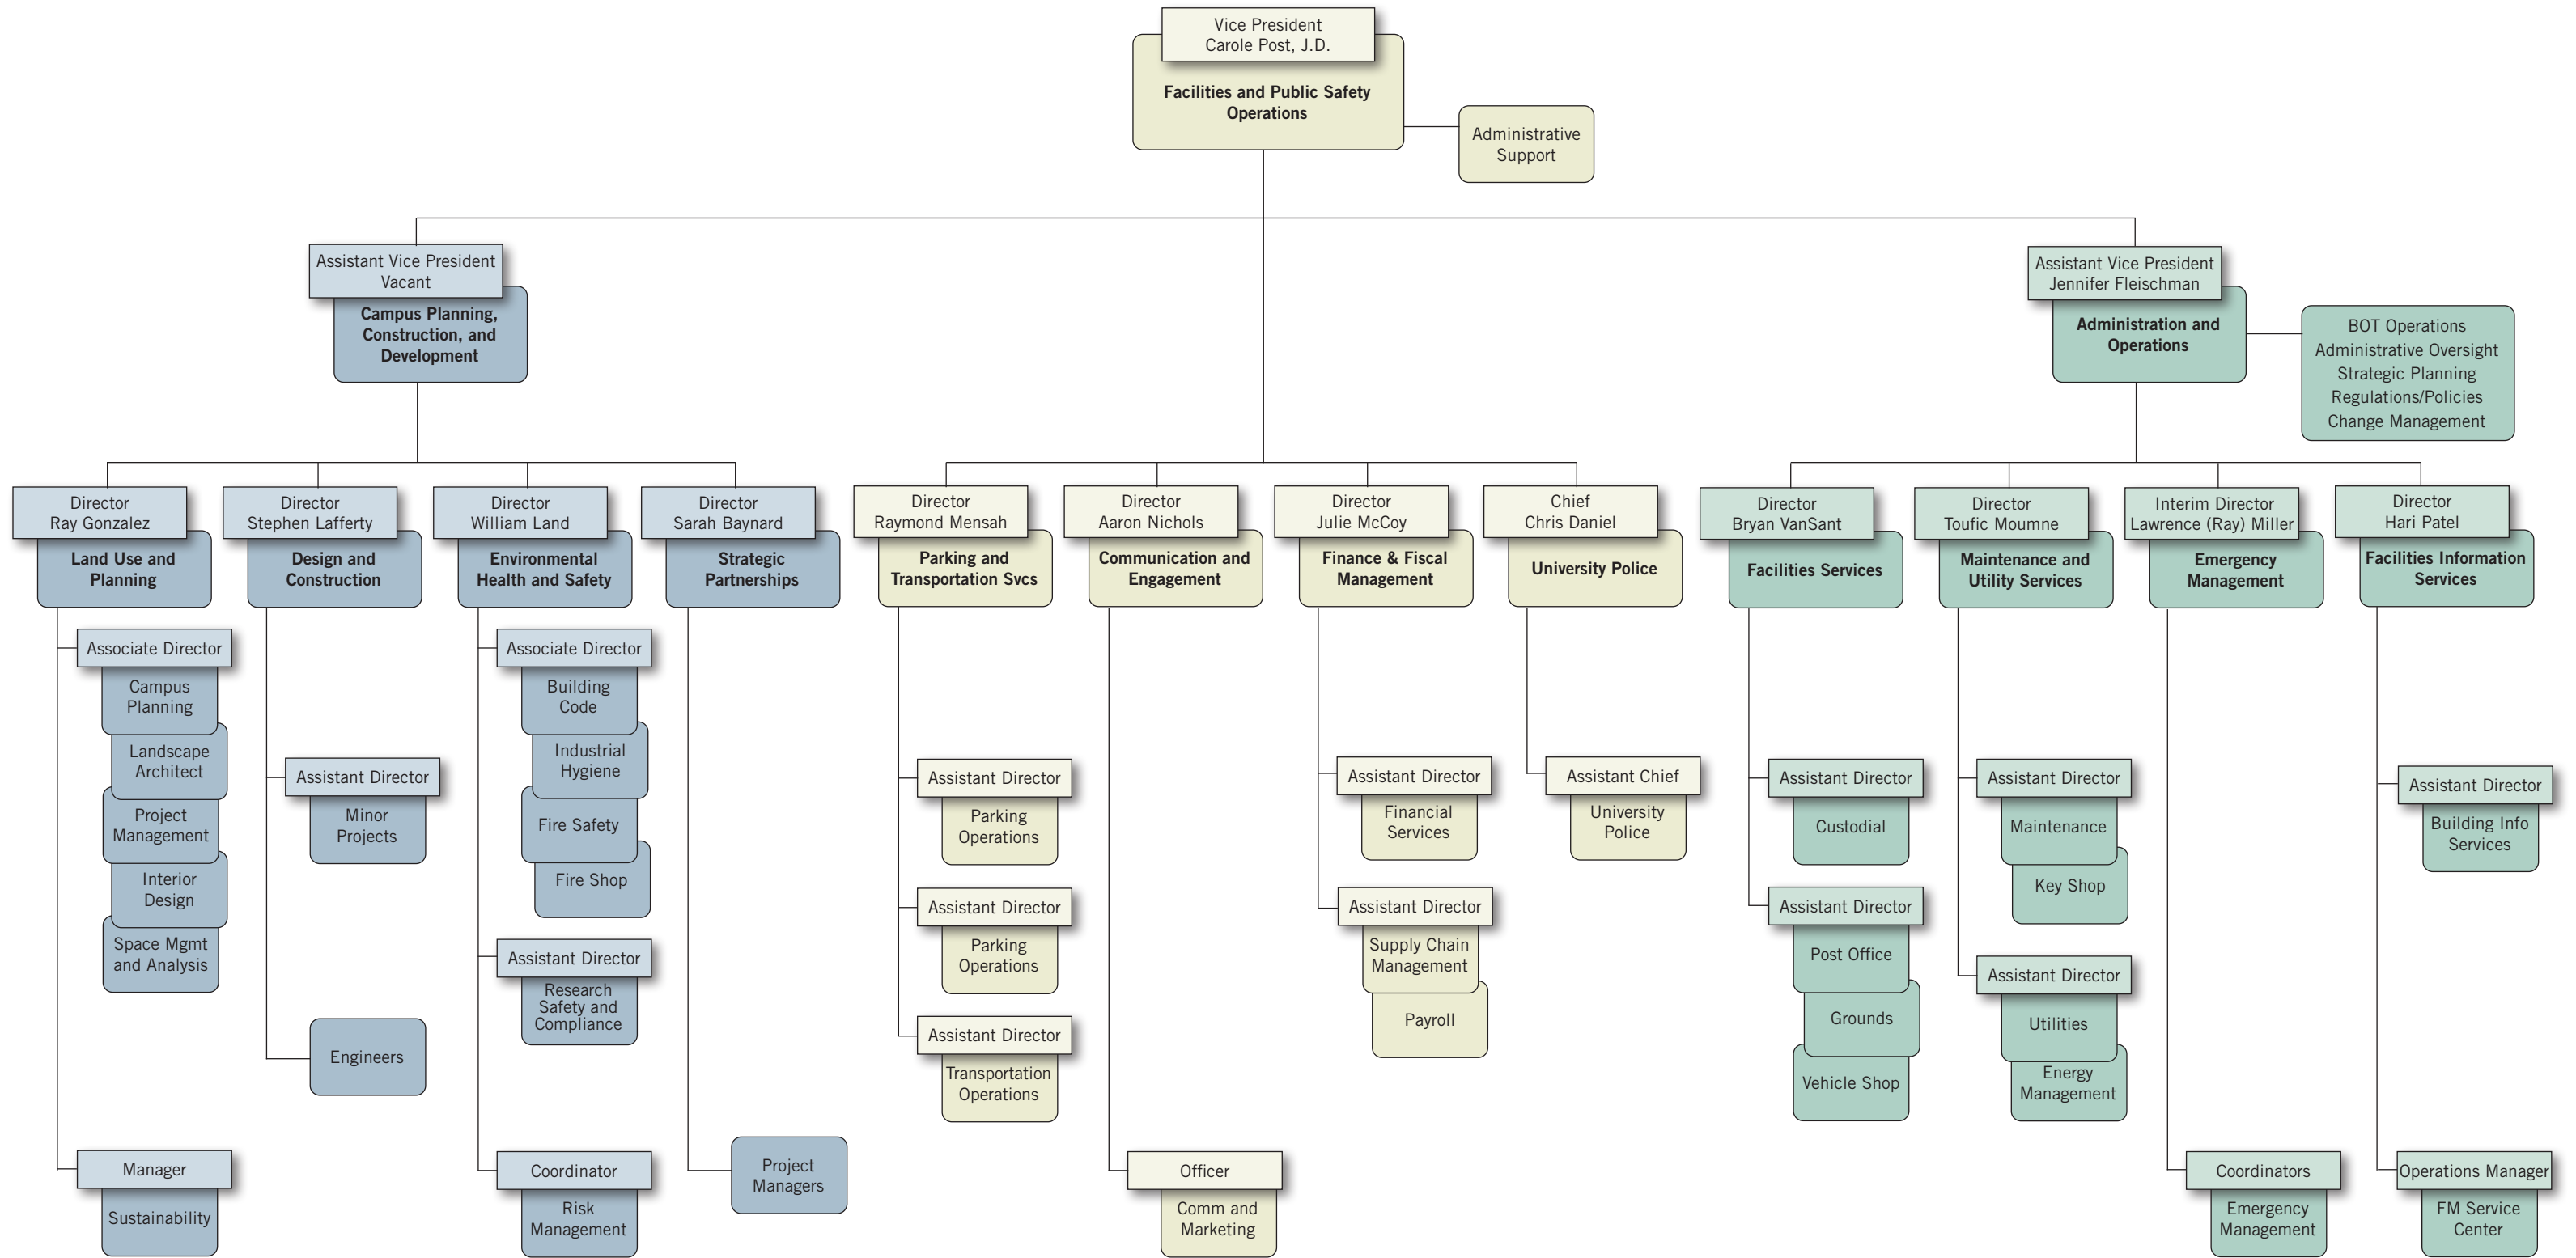 Vice President
Carole Post, J.D.
Facilities and Public Safety
Operations
Administrative
Support
Assistant Vice President
Vacant
Campus Planning,
Construction, and
Development
Assistant Vice President
Jennifer Fleischman
Administration and
Operations
BOT Operations
Administrative Oversight
Strategic Planning
Regulations/Policies
Change Management
Director
Ray Gonzalez
Land Use and
Planning
Associate Director
Campus
Planning
Landscape
Architect
Project
Management
Interior
Design
Space Mgmt
and Analysis
Manager
Sustainability
Director
Stephen Lafferty
Design and
Construction
Assistant Director
Minor
Projects
Engineers
Director
William Land
Environmental
Health and Safety
Associate Director
Building
Code
Industrial
Hygiene
Fire Safety
Fire Shop
Assistant Director
Research
Safety and
Compliance
Coordinator
Risk
Management
Director
Sarah Baynard
Strategic
Partnerships
Project
Managers
Director
Raymond Mensah
Parking and
Transportation Svcs
Assistant Director
Parking
Operations
Assistant Director
Parking
Operations
Assistant Director
Transportation
Operations
Director
Aaron Nichols
Communication and
Engagement
Officer
Comm and
Marketing
Director
Julie McCoy
Finance & Fiscal
Management
Assistant Director
Financial
Services
Assistant Director
Supply Chain
Management
Payroll
Chief
Chris Daniel
University Police
Assistant Chief
University
Police
Director
Bryan VanSant
Facilities Services
Assistant Director
Custodial
Assistant Director
Post Office
Grounds
Vehicle Shop
Director
Toufic Moumne
Maintenance and
Utility Services
Assistant Director
Maintenance
Key Shop
Assistant Director
Utilities
Energy
Management
Interim Director
Lawrence (Ray) Miller
Emergency
Management
Coordinators
Emergency
Management
Director
Hari Patel
Facilities Information
Services
Assistant Director
Building Info
Services
Operations Manager
FM Service
Center